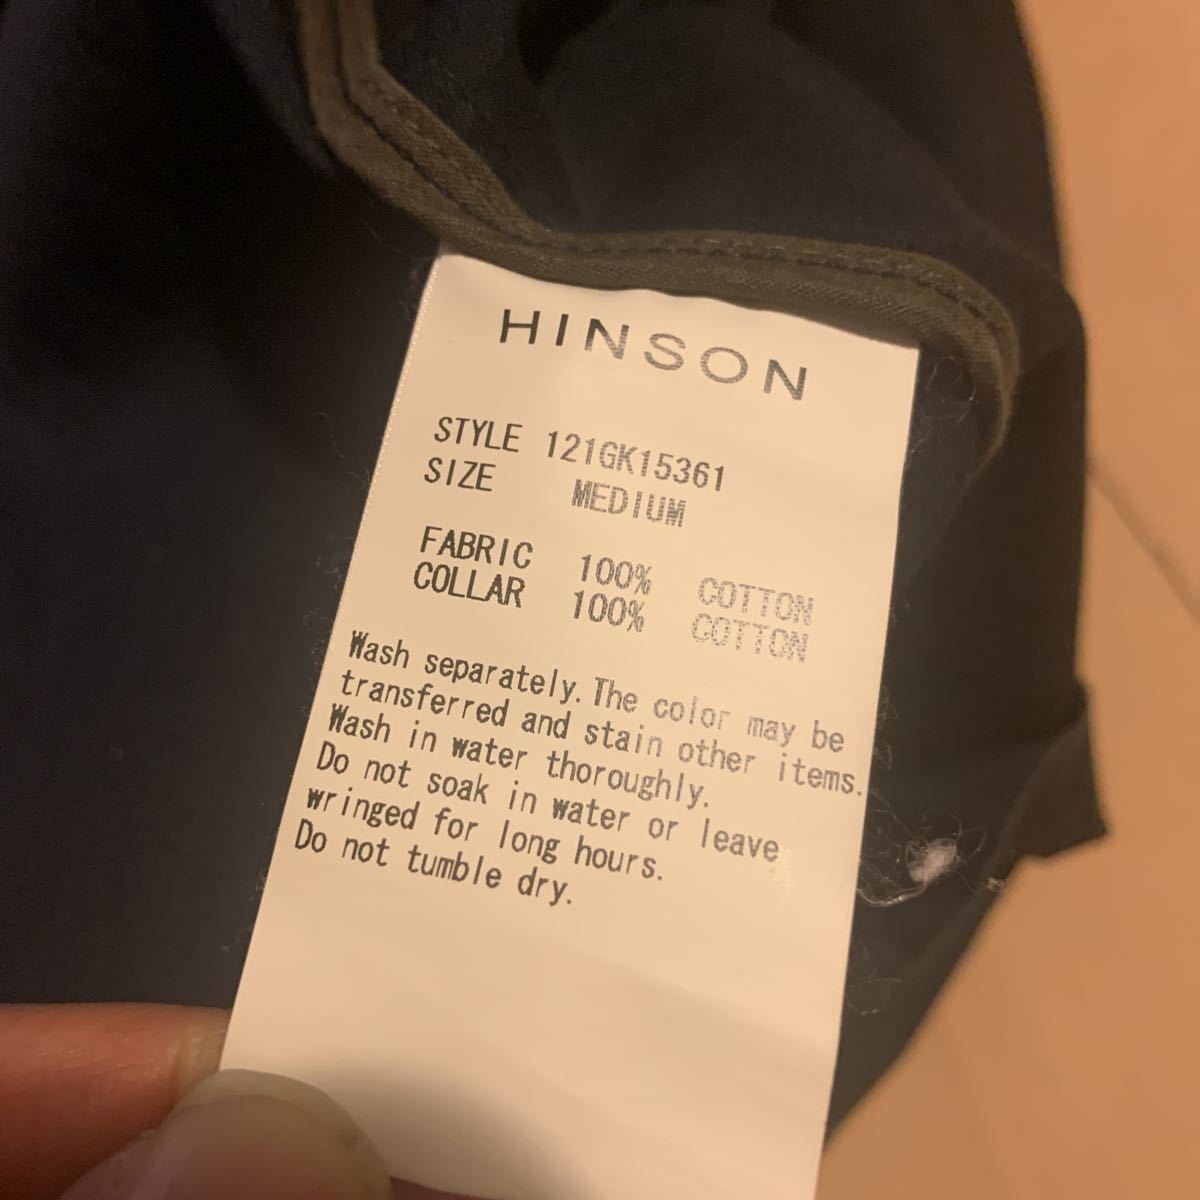 HINSON
STYLE 121GK15361
SIZE MEDIUM
FABRIC 100% COTTON
COLLAR 100% COTTON
Wash separately. The color may be
transferred and stain other items.
Wash in water thoroughly.
Do not soak in water or leave
wringed for long hours.
Do not tumble dry.